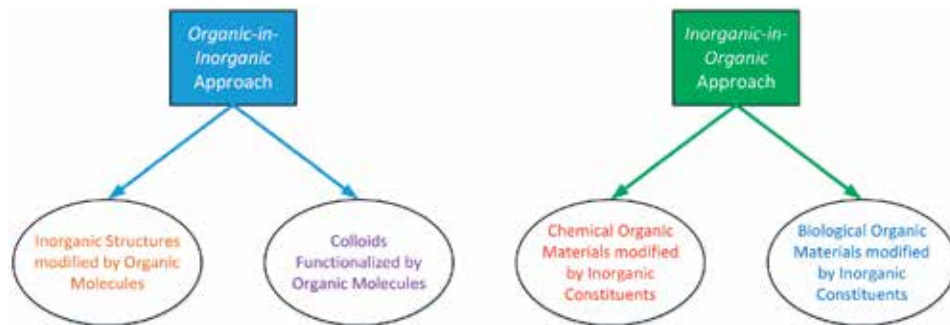 Organic-in-
Inorganic
Approach
Inorganic-in-
Organic
Approach
Inorganic Structures
modified by Organic
Molecules
Colloids
Functionalized by
Organic Molecules
Chemical Organic
Materials modified
by Inorganic
Constituents
Biological Organic
Materials modified
by Inorganic
Constituents